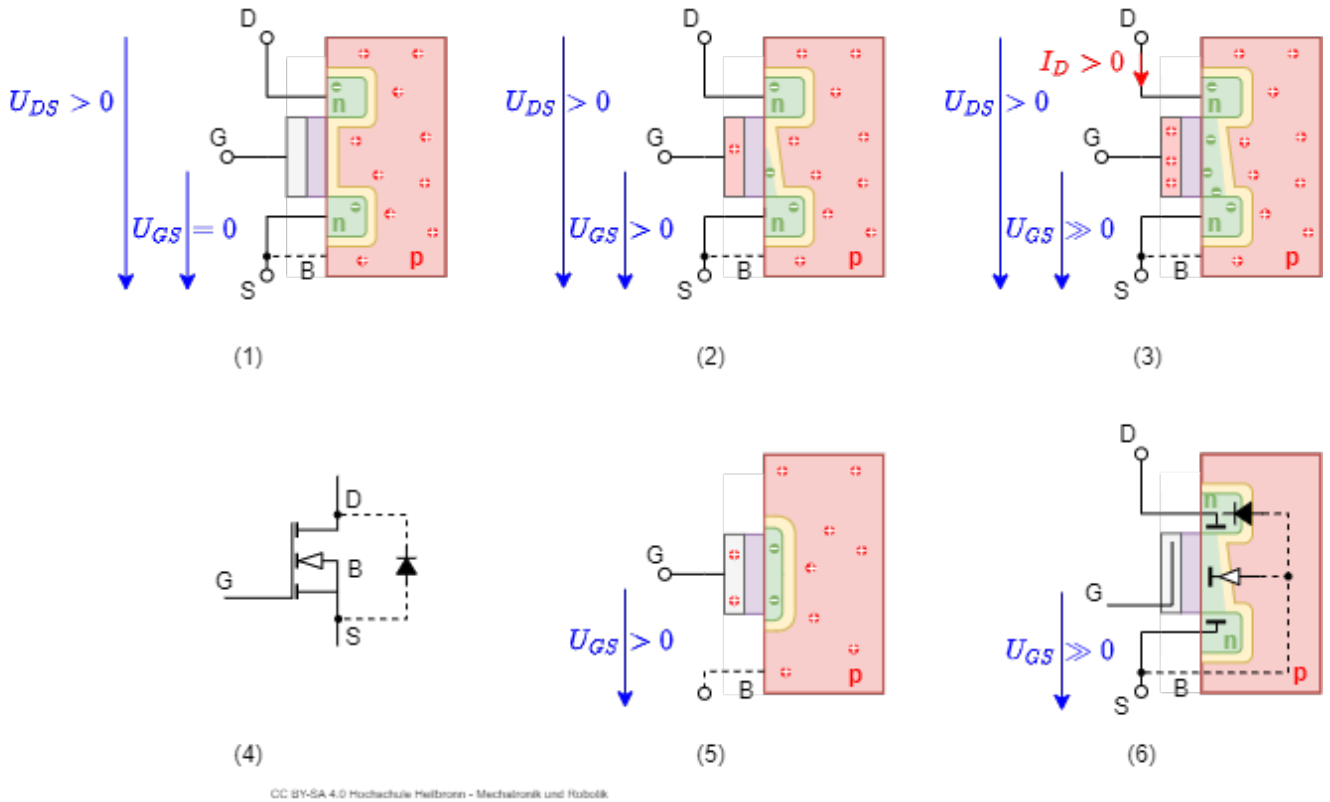 D D D
U_DS > 0 U_DS > 0 U_DS > 0 I_D > 0
n n n
G G G
U_GS = 0 U_GS > 0 U_GS ≫ 0
n n n
B p B p B p
S S S
(1) (2) (3)
D D
n
G B G G
S
U_GS > 0 U_GS ≫ 0
n
B p B p
S
(4) (5) (6)
CC BY-SA 4.0 Hochschule Heilbronn - Mechatronik und Robotik